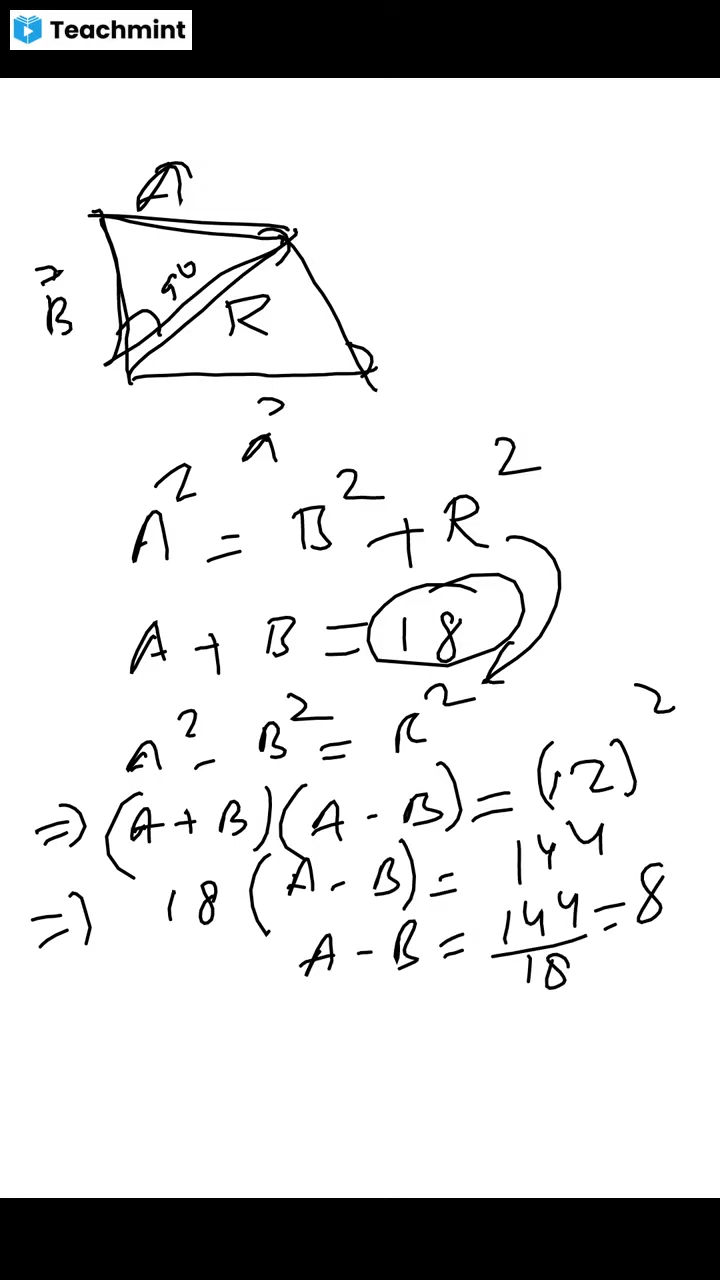 Teachmint
A⃗
B⃗
90
R
a⃗
A² = B² + R²
A + B = 18
A² - B² = R²
⇒ (A + B)(A - B) = (12)²
⇒ 18 (A - B) = 144
A - B = 144/18 = 8